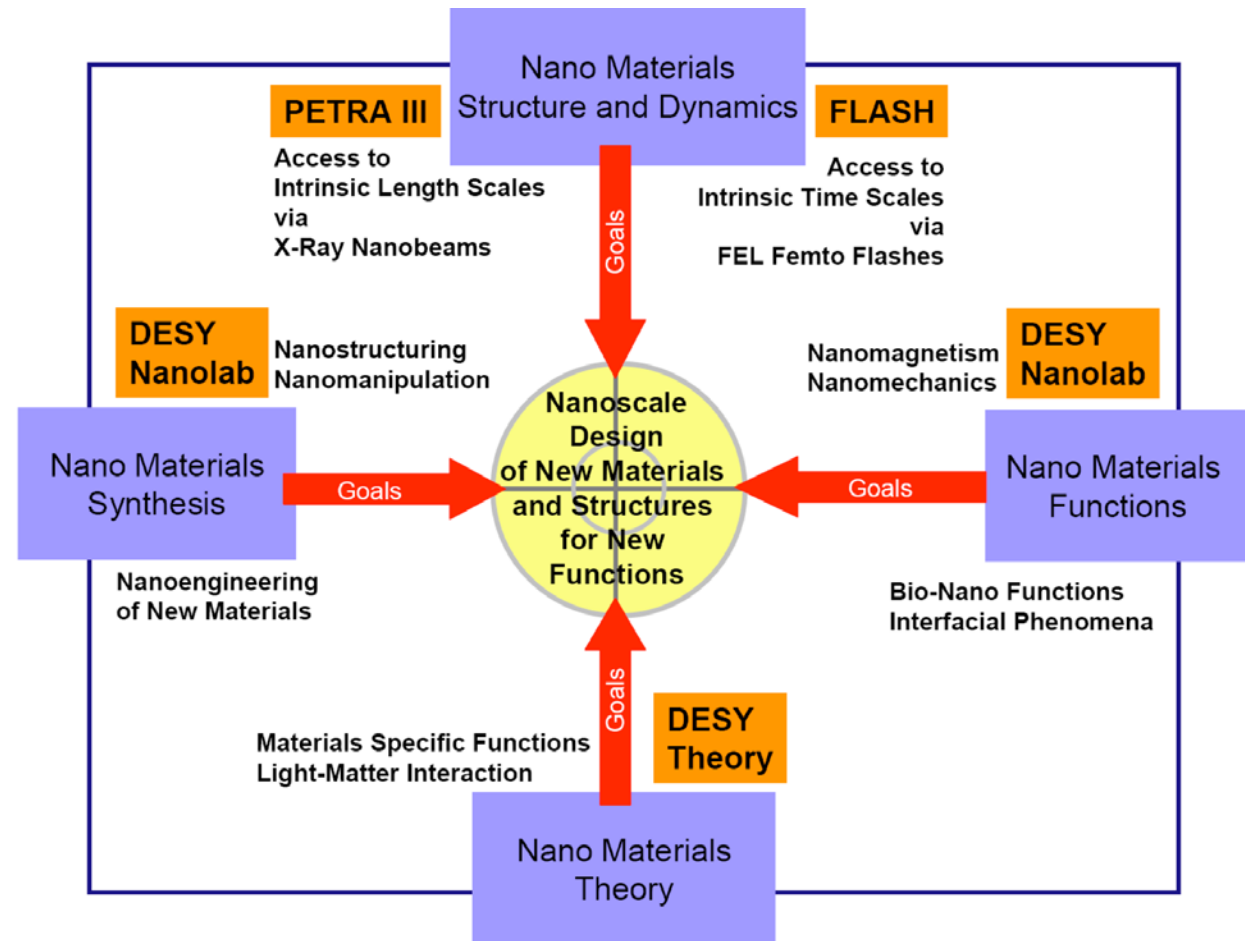 Nano Materials
Structure and Dynamics
PETRA III
FLASH
Access to
Intrinsic Length Scales
via
X-Ray Nanobeams
Access to
Intrinsic Time Scales
via
FEL Femto Flashes
Goals
DESY
Nanolab
Nanostructuring
Nanomanipulation
Nanomagnetism
Nanomechanics
DESY
Nanolab
Nano Materials
Synthesis
Goals
Nanoscale
Design
of New Materials
and Structures
for New
Functions
Goals
Nano Materials
Functions
Nanoengineering
of New Materials
Bio-Nano Functions
Interfacial Phenomena
Goals
Materials Specific Functions
Light-Matter Interaction
DESY
Theory
Nano Materials
Theory